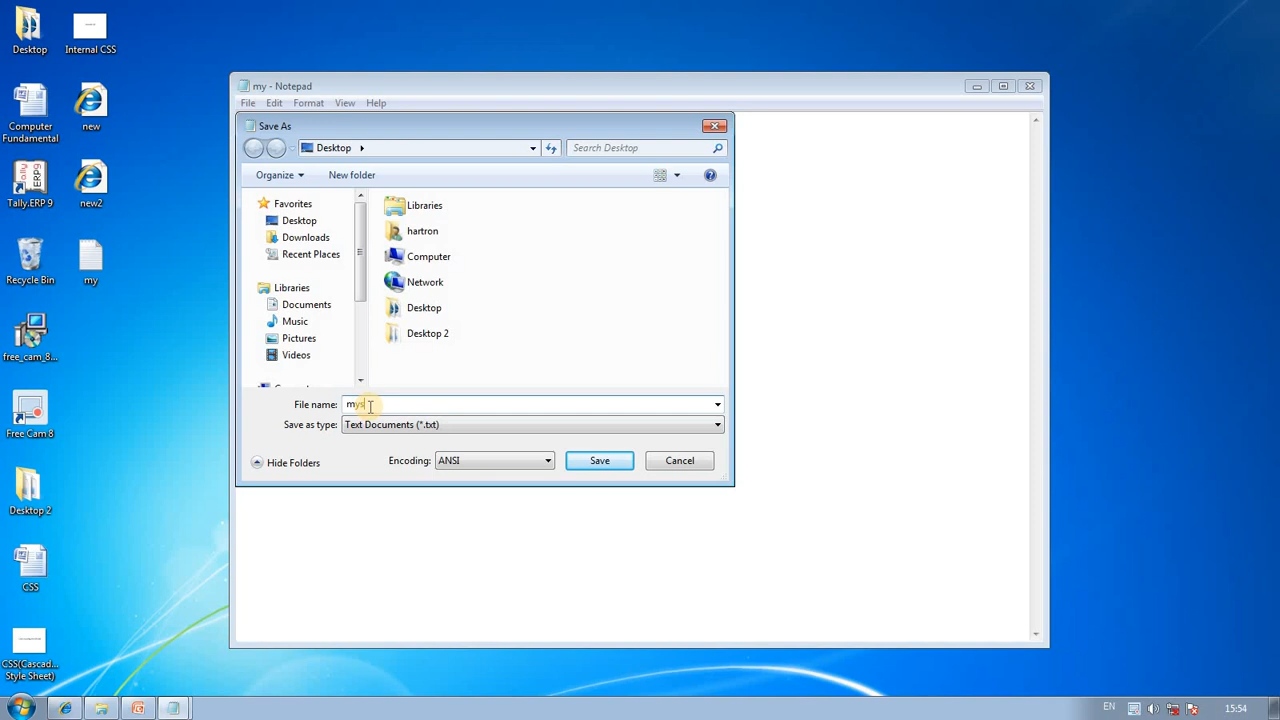 Desktop
Internal CSS
Computer
Fundamental
new
Tally.ERP 9
new2
Recycle Bin
my
free_cam_8...
Free Cam 8
Desktop 2
CSS
CSS(Cascad...
Style Sheet)
my - Notepad
File Edit Format View Help
Save As
Desktop
Search Desktop
Organize New folder
Favorites
Desktop
Downloads
Recent Places
Libraries
Documents
Music
Pictures
Videos
Libraries
hartron
Computer
Network
Desktop
Desktop 2
File name: mys
Save as type: Text Documents (*.txt)
Hide Folders Encoding: ANSI Save Cancel
EN 15:54